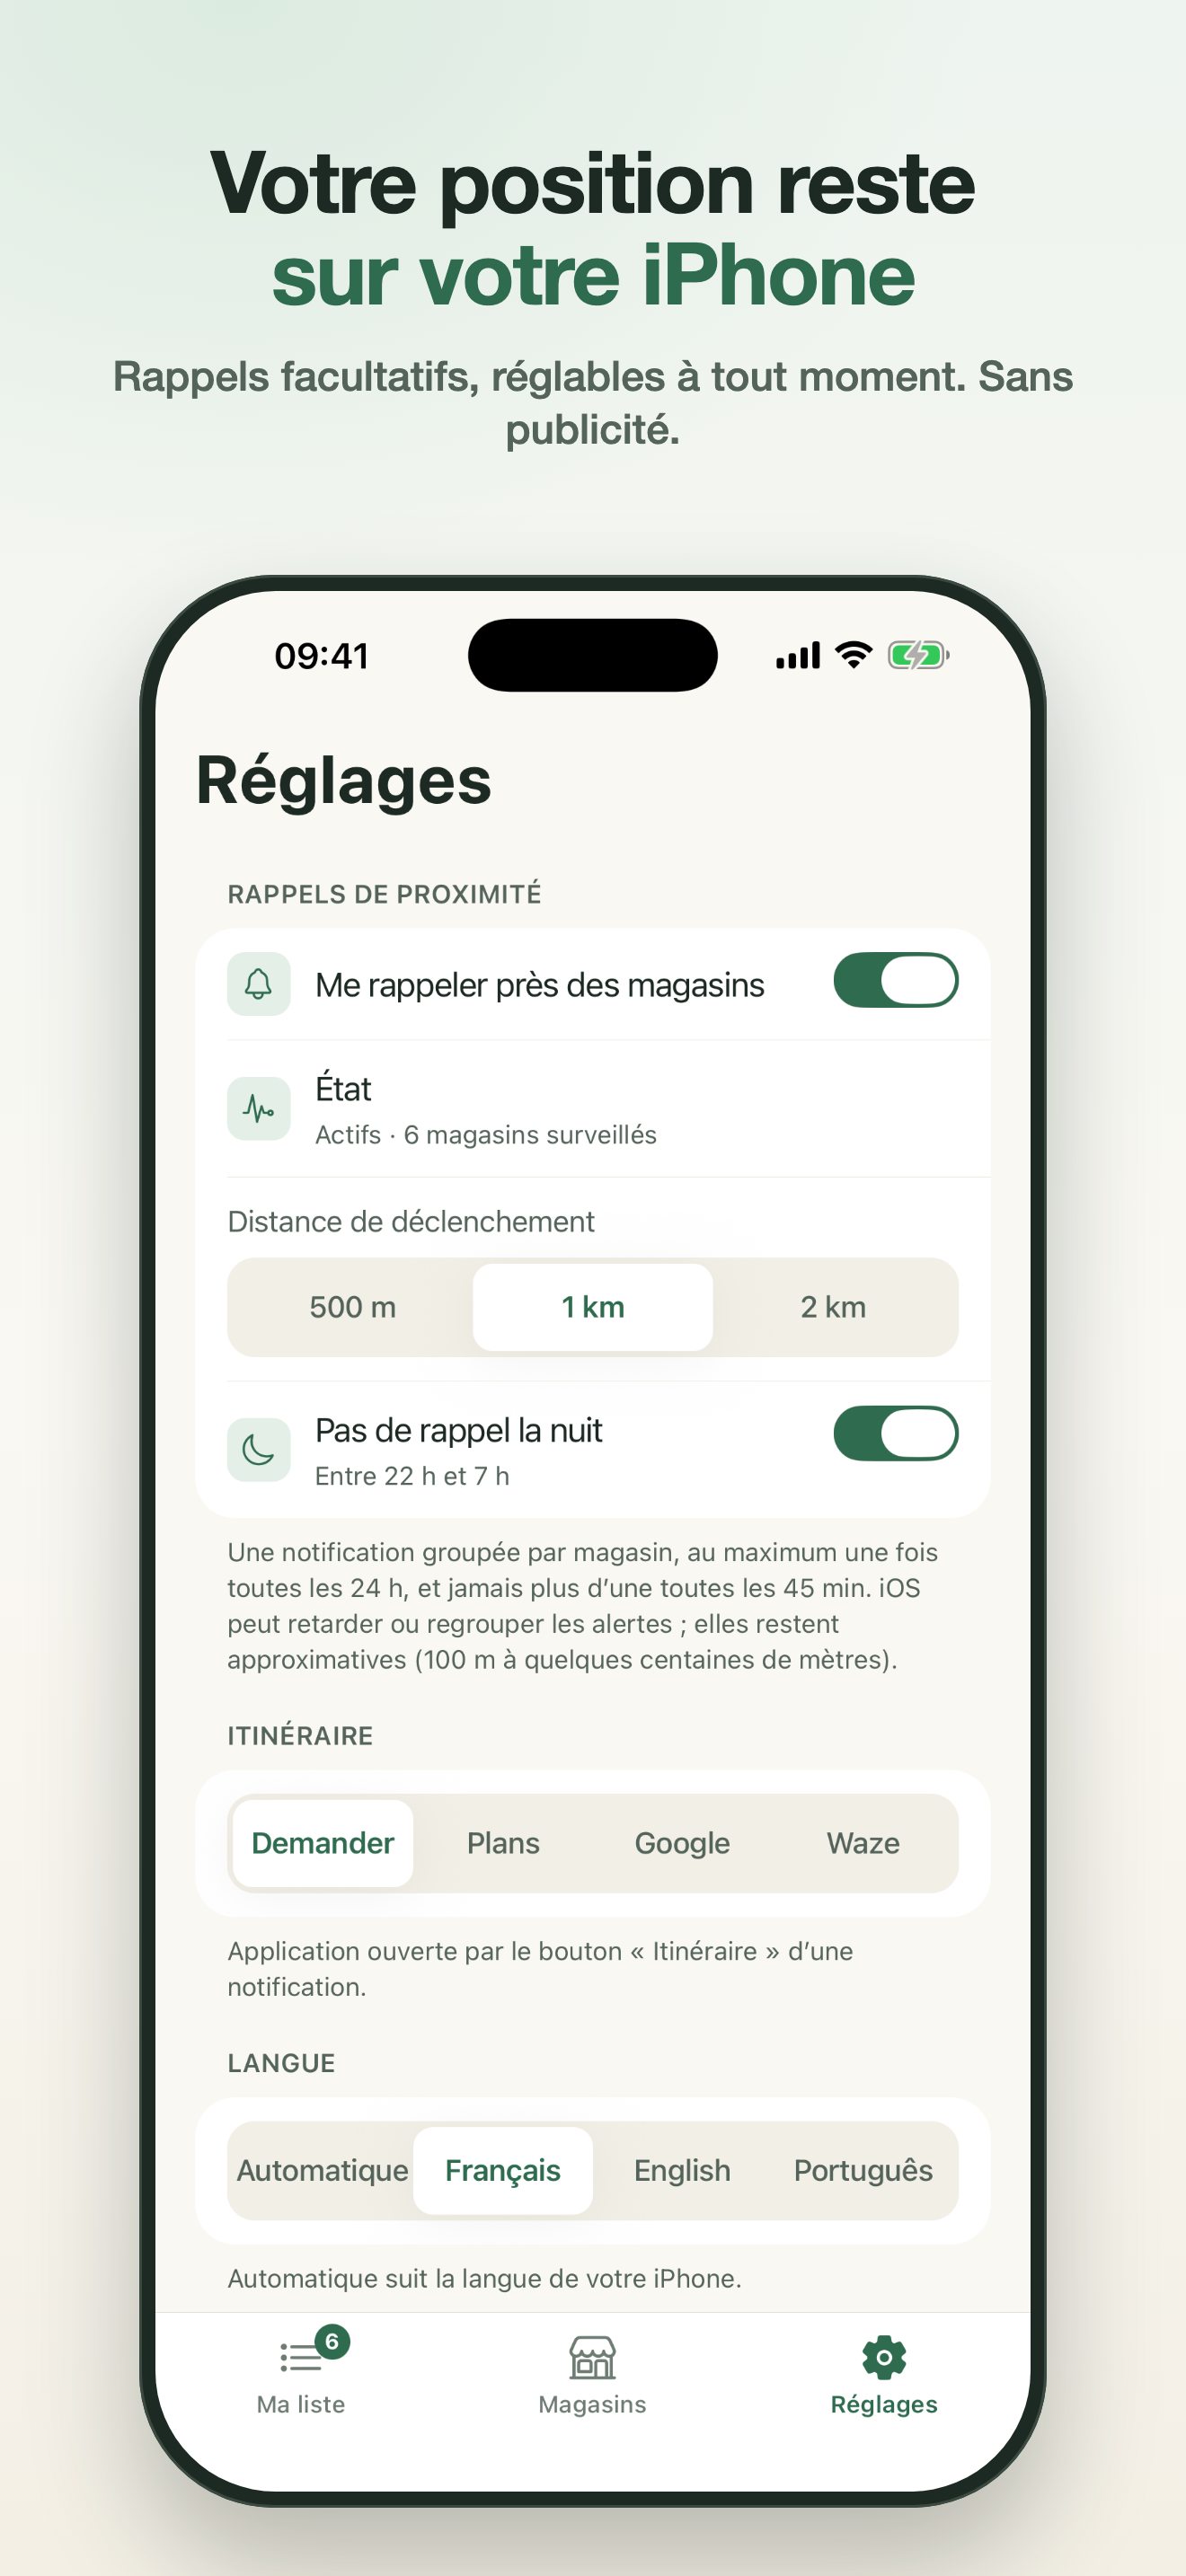 Votre position reste
sur votre iPhone
Rappels facultatifs, réglables à tout moment. Sans
publicité.
09:41
Réglages
RAPPELS DE PROXIMITÉ
Me rappeler près des magasins
État
Actifs · 6 magasins surveillés
Distance de déclenchement
500 m 1 km 2 km
Pas de rappel la nuit
Entre 22 h et 7 h
Une notification groupée par magasin, au maximum une fois
toutes les 24 h, et jamais plus d’une toutes les 45 min. iOS
peut retarder ou regrouper les alertes ; elles restent
approximatives (100 m à quelques centaines de mètres).
ITINÉRAIRE
Demander Plans Google Waze
Application ouverte par le bouton « Itinéraire » d’une
notification.
LANGUE
Automatique Français English Português
Automatique suit la langue de votre iPhone.
6
Ma liste Magasins Réglages